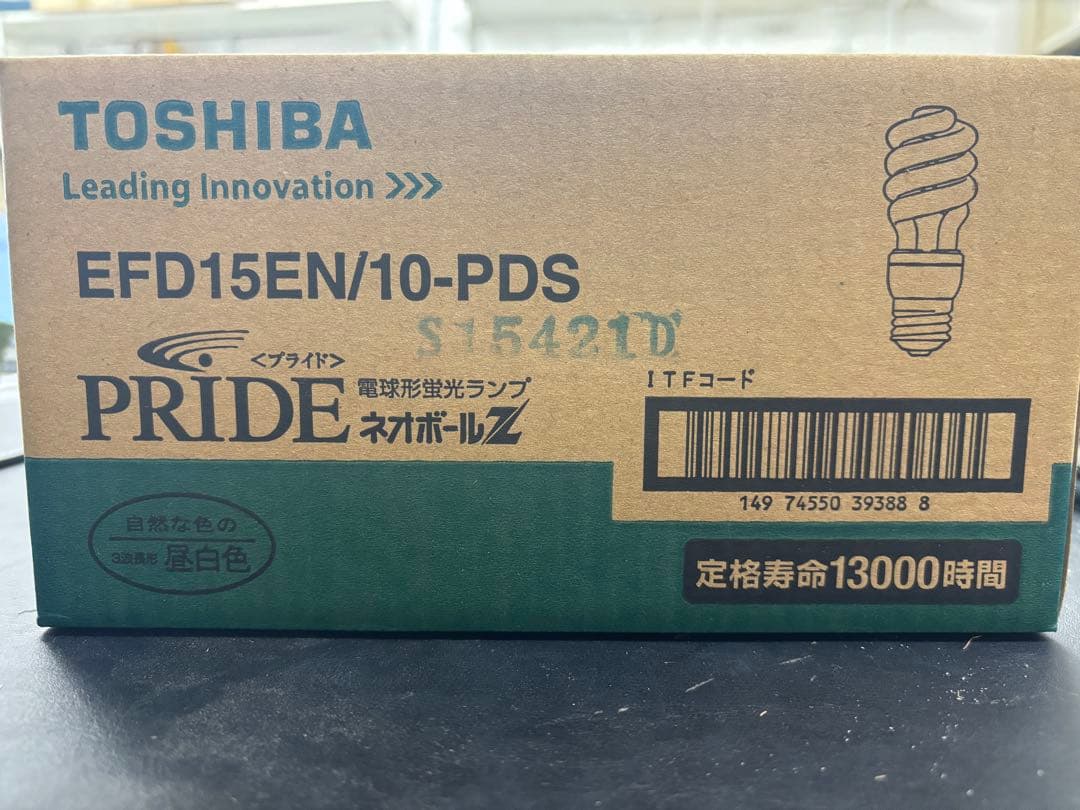 TOSHIBA
Leading Innovation >>>
EFD15EN/10-PDS
S15421D
<プライド>
PRIDE 電球形蛍光ランプ
ネオボールZ
ITFコード
149 74550 39388 8
自然な色の
3波長形 昼白色
定格寿命13000時間